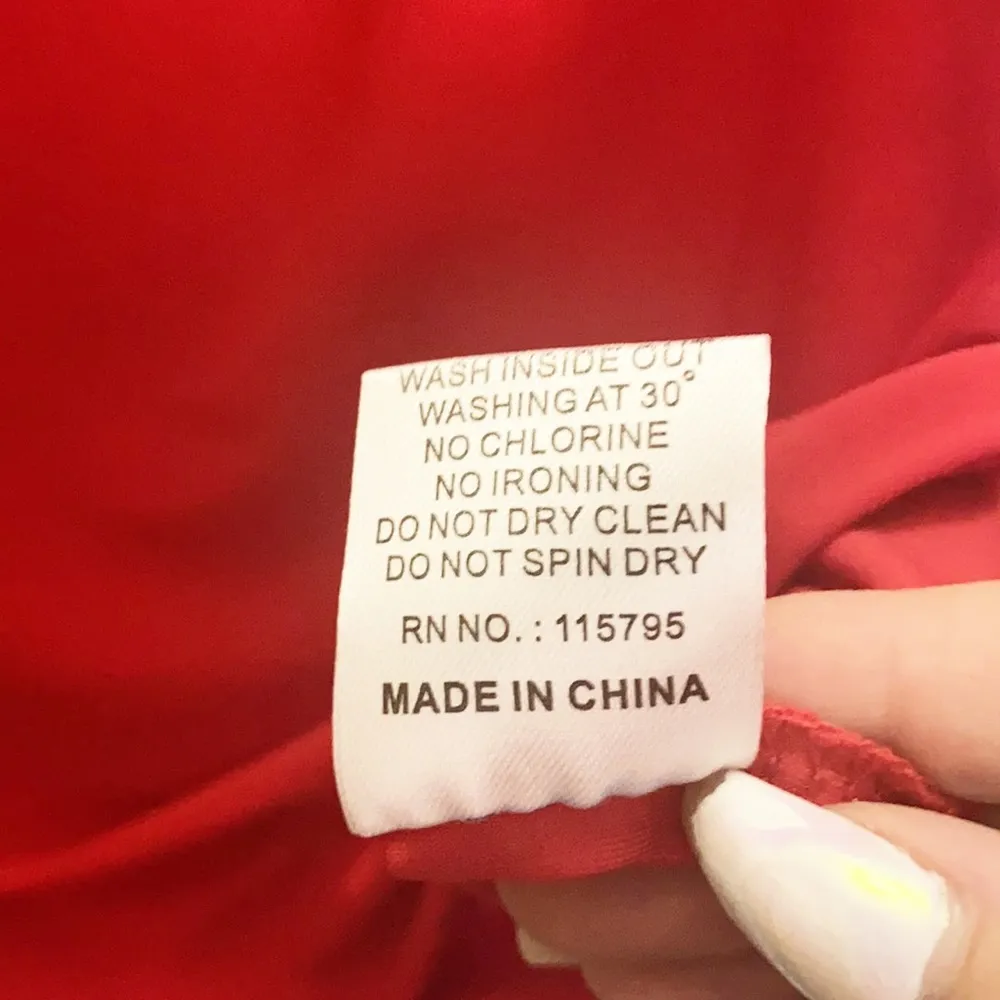 WASH INSIDE OUT
WASHING AT 30°
NO CHLORINE
NO IRONING
DO NOT DRY CLEAN
DO NOT SPIN DRY
RN NO. : 115795
MADE IN CHINA